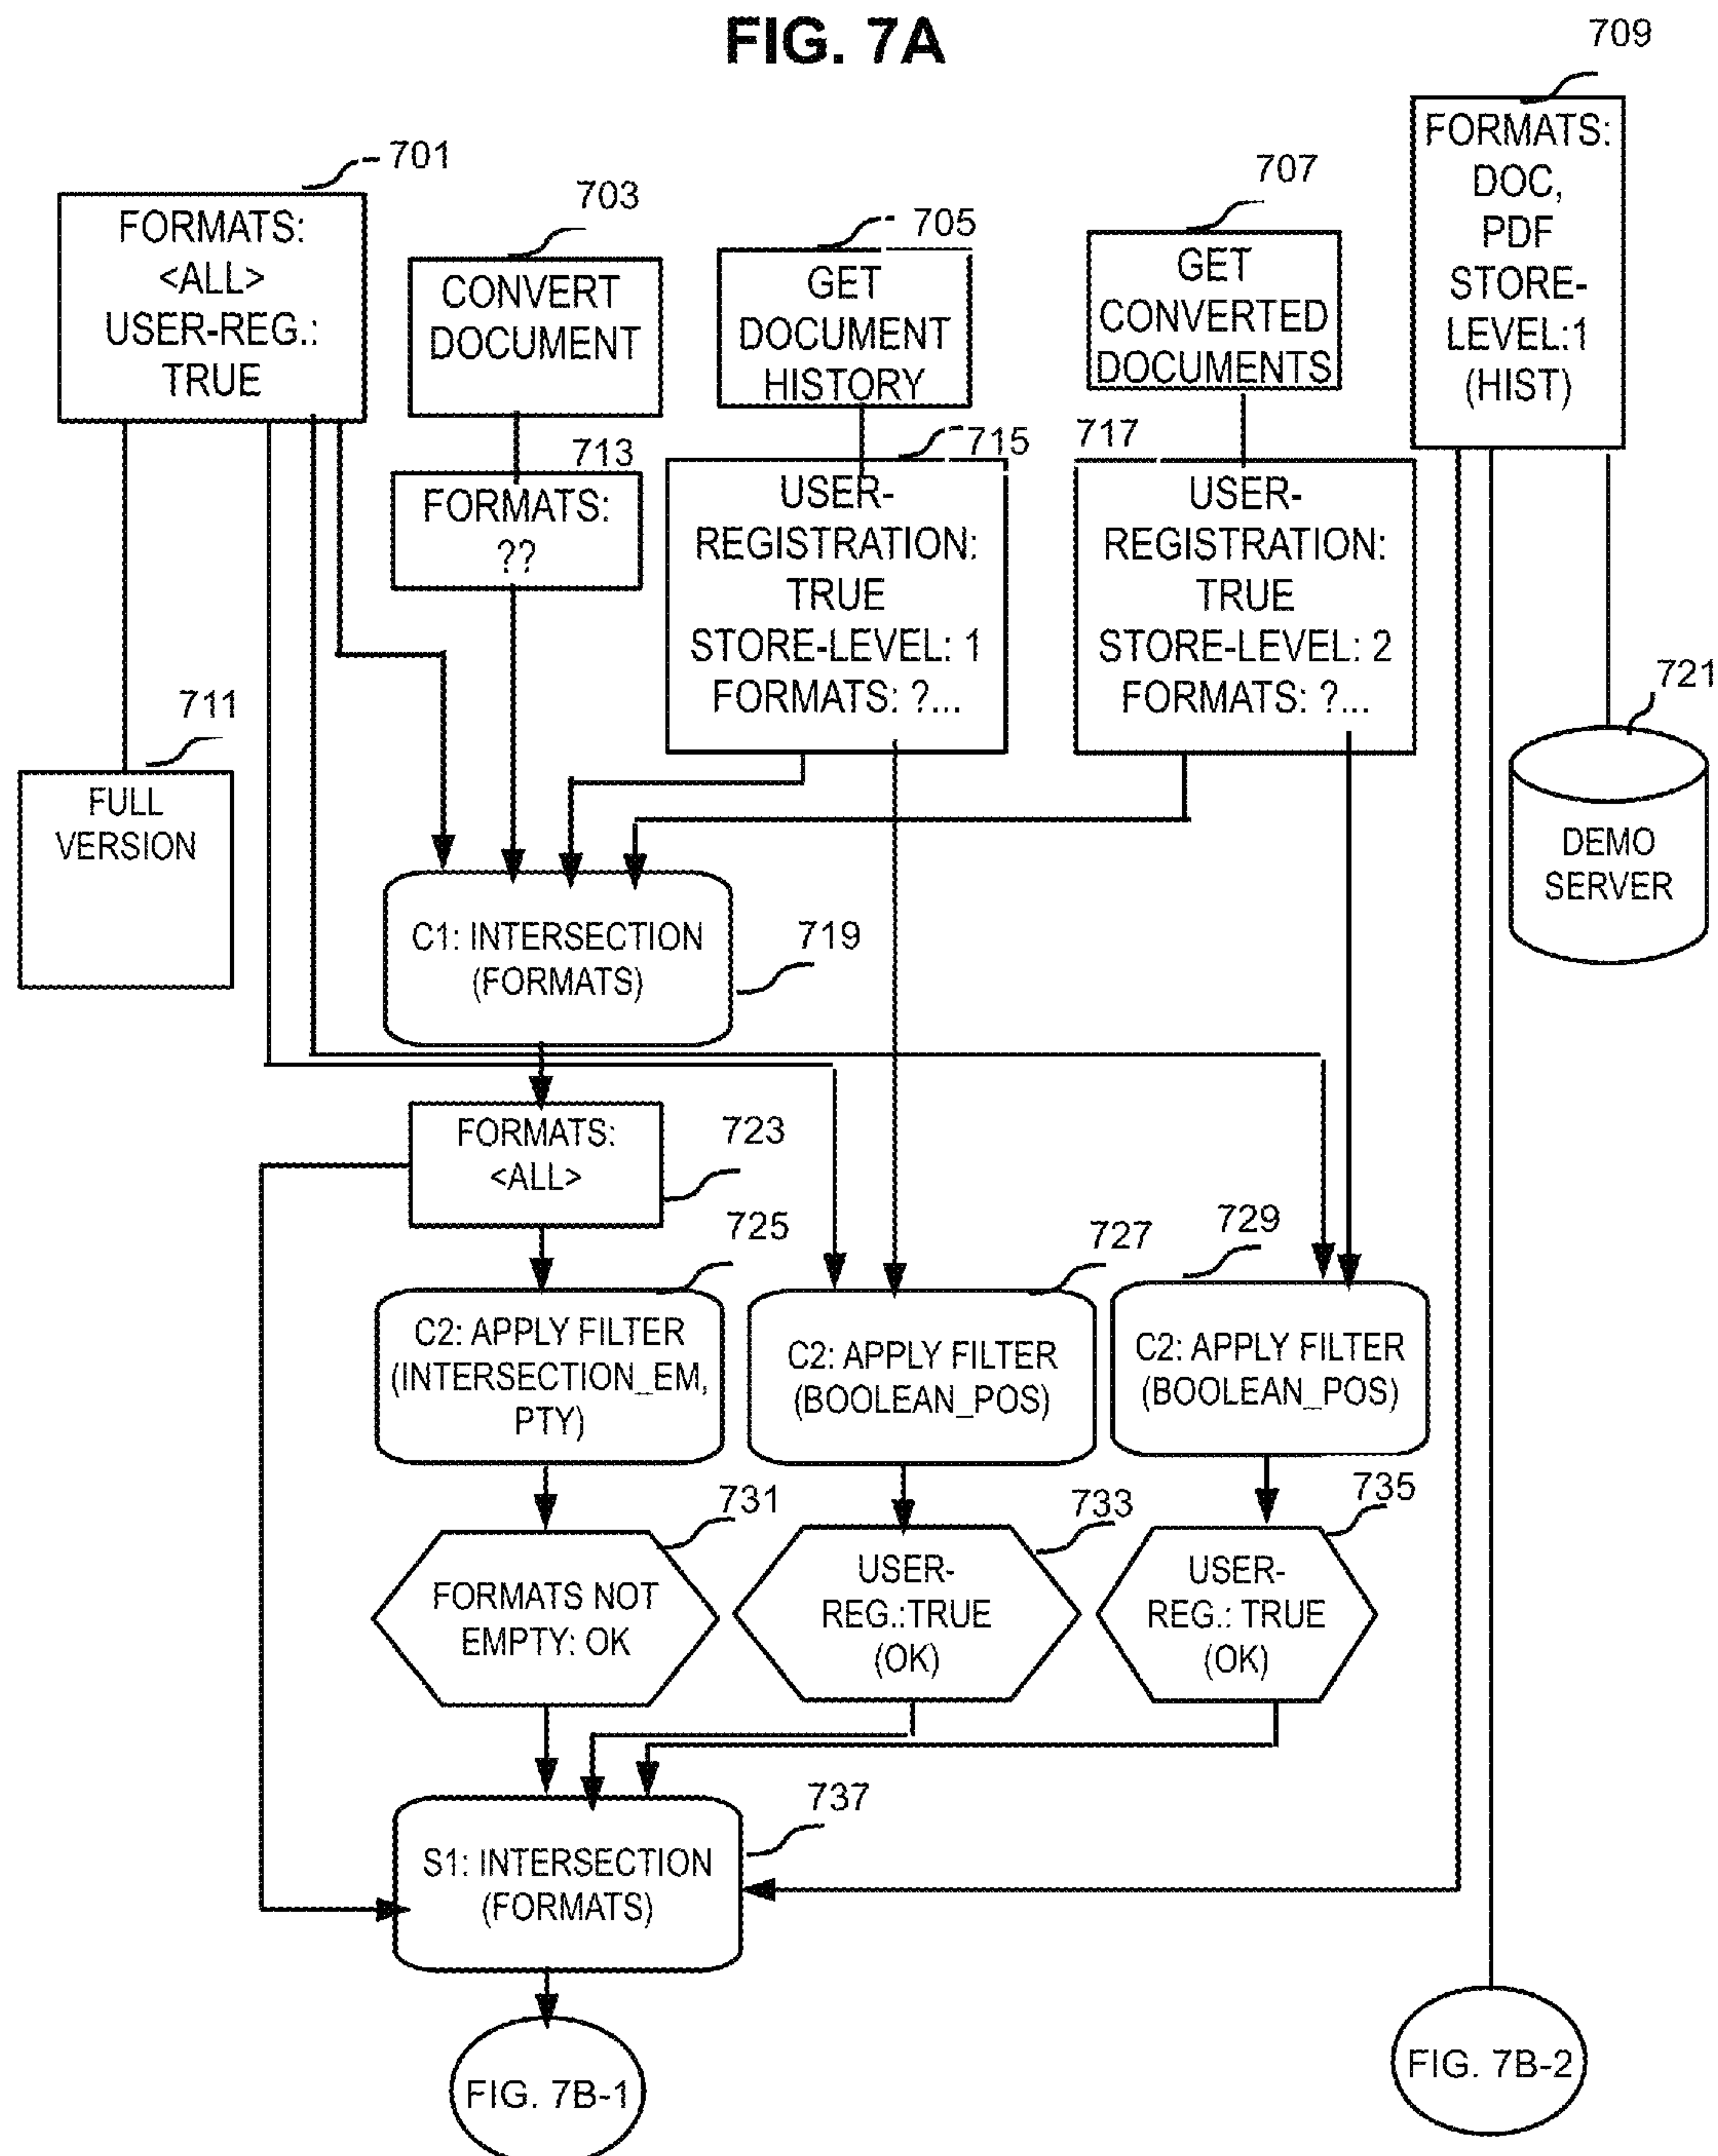 FIG. 7A
709
701
703
705
707
FORMATS:
<ALL>
USER-REG.:
TRUE
CONVERT
DOCUMENT
GET
DOCUMENT
HISTORY
GET
CONVERTED
DOCUMENTS
FORMATS:
DOC,
PDF
STORE-
LEVEL:1
(HIST)
713
715
717
FORMATS:
??
USER-
REGISTRATION:
TRUE
STORE-LEVEL: 1
FORMATS: ?...
USER-
REGISTRATION:
TRUE
STORE-LEVEL: 2
FORMATS: ?...
711
721
FULL
VERSION
DEMO
SERVER
C1: INTERSECTION
(FORMATS)
719
FORMATS:
<ALL>
723
725
727
729
C2: APPLY FILTER
(INTERSECTION_EM,
PTY)
C2: APPLY FILTER
(BOOLEAN_POS)
C2: APPLY FILTER
(BOOLEAN_POS)
731
733
735
FORMATS NOT
EMPTY: OK
USER-
REG.:TRUE
(OK)
USER-
REG.: TRUE
(OK)
737
S1: INTERSECTION
(FORMATS)
FIG. 7B-1
FIG. 7B-2